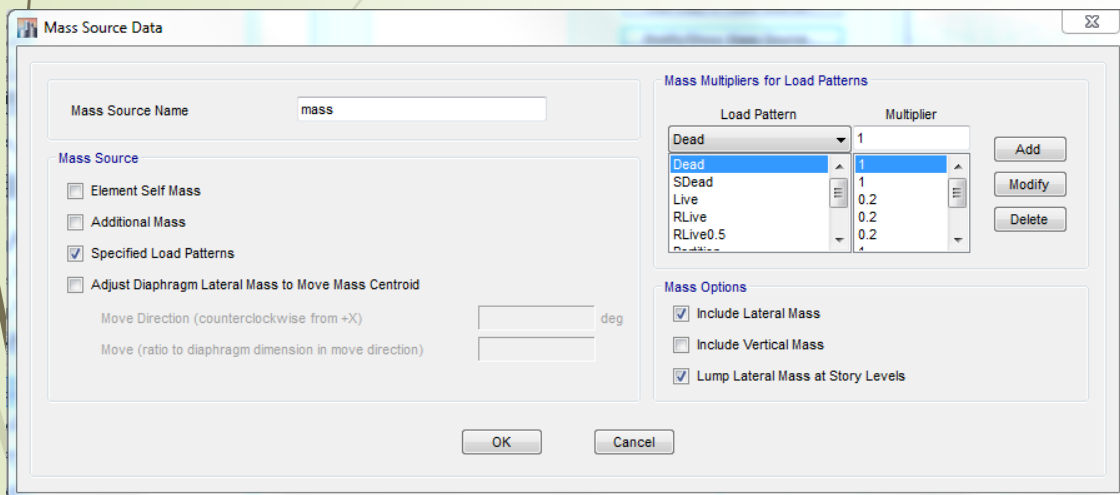 Mass Source Data
Mass Source Name
mass
Mass Source
Element Self Mass
Additional Mass
Specified Load Patterns
Adjust Diaphragm Lateral Mass to Move Mass Centroid
Move Direction (counterclockwise from +X)
deg
Move (ratio to diaphragm dimension in move direction)
Mass Multipliers for Load Patterns
Load Pattern Multiplier
Dead 1
Dead 1
SDead 1
Live 0.2
RLive 0.2
RLive0.5 0.2
Add
Modify
Delete
Mass Options
Include Lateral Mass
Include Vertical Mass
Lump Lateral Mass at Story Levels
OK Cancel